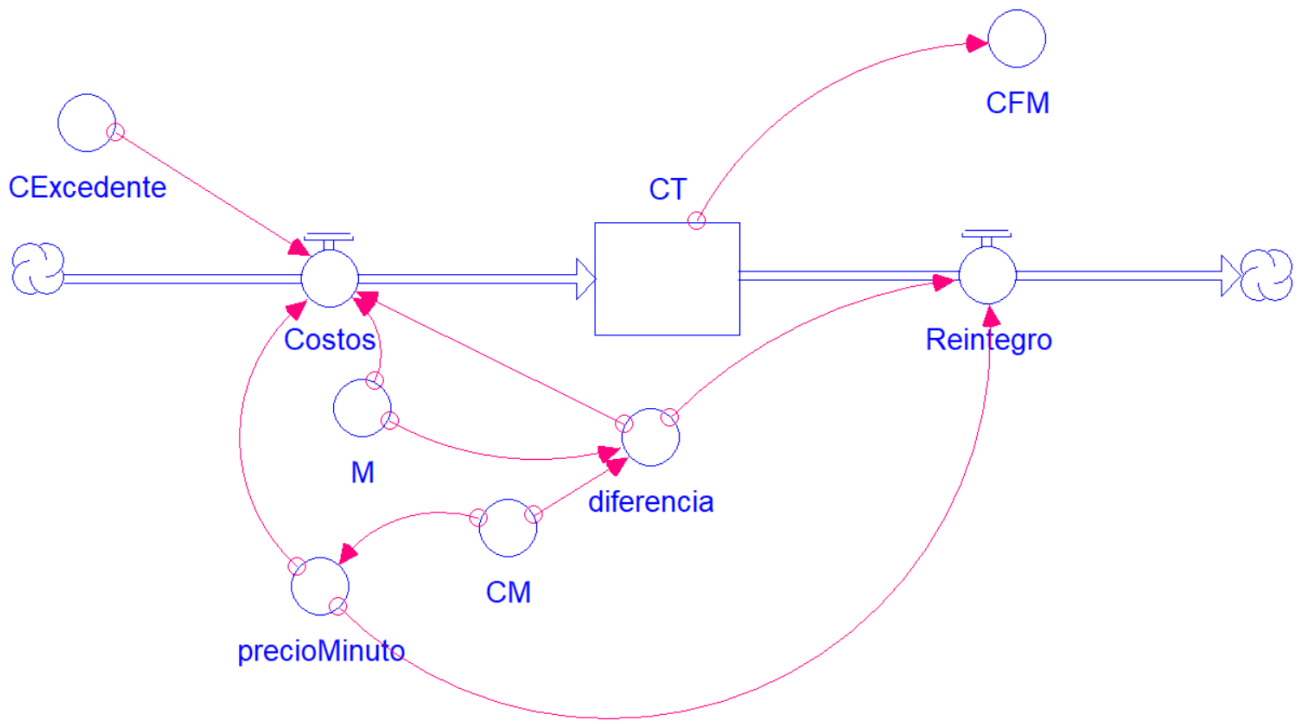 CFM
CExcedente
CT
Costos
Reintegro
M
diferencia
CM
precioMinuto